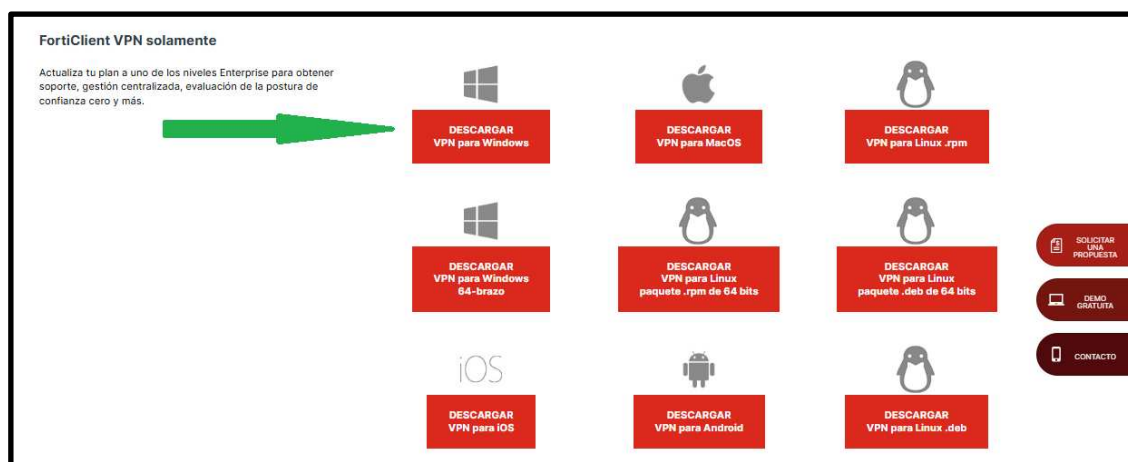 FortiClient VPN solamente
Actualiza tu plan a uno de los niveles Enterprise para obtener
soporte, gestión centralizada, evaluación de la postura de
confianza cero y más.
DESCARGAR
VPN para Windows
DESCARGAR
VPN para MacOS
DESCARGAR
VPN para Linux .rpm
DESCARGAR
VPN para Windows
64-brazo
DESCARGAR
VPN para Linux
paquete .rpm de 64 bits
DESCARGAR
VPN para Linux
paquete .deb de 64 bits
SOLICITAR
UNA
PROPUESTA
DEMO
GRATUITA
CONTACTO
iOS
DESCARGAR
VPN para iOS
DESCARGAR
VPN para Android
DESCARGAR
VPN para Linux .deb